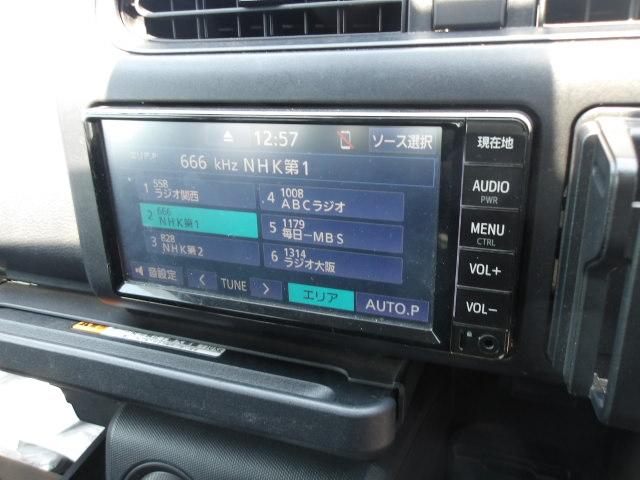 12:57 ソース選択
エリアP. 666 kHz NHK第1
1 558 ラジオ関西
2 666 NHK第1
3 828 NHK第2
4 1008 ABCラジオ
5 1179 毎日-MBS
6 1314 ラジオ大阪
音設定 < TUNE > エリア AUTO.P
現在地
AUDIO
PWR
MENU
CTRL
VOL+
VOL-